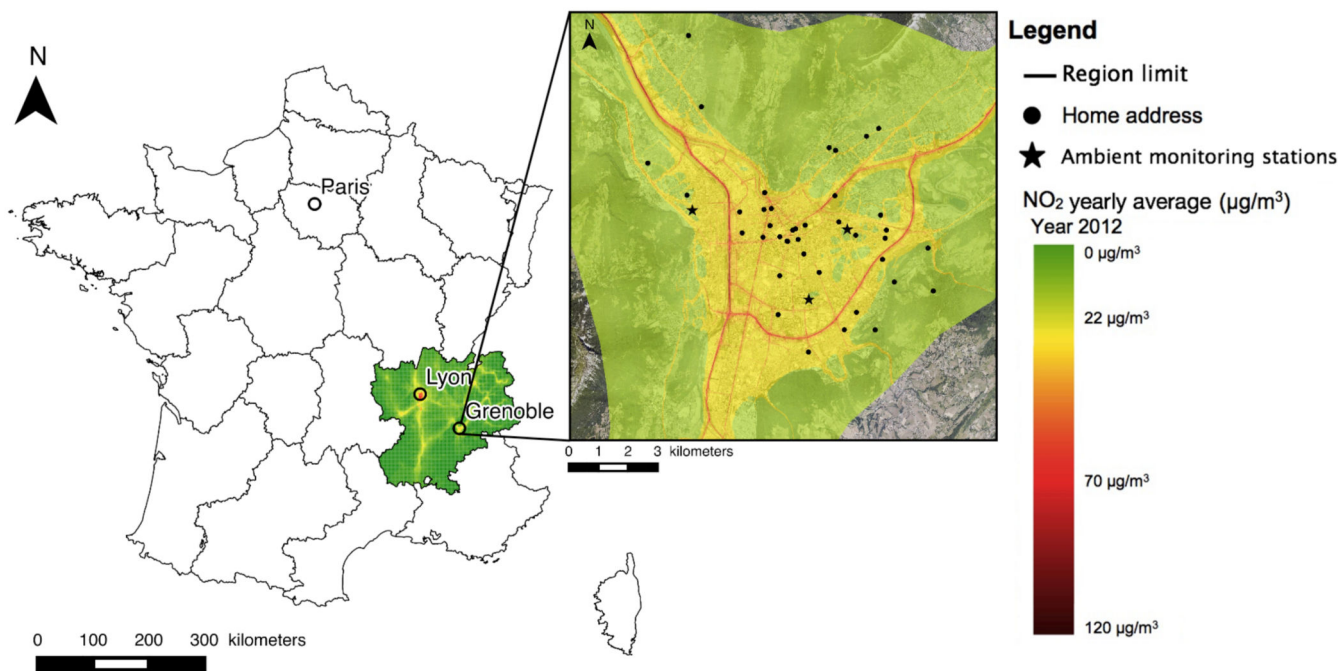 N
Paris
Lyon
Grenoble
0 100 200 300 kilometers
N
0 1 2 3 kilometers
Legend
Region limit
Home address
Ambient monitoring stations
NO₂ yearly average (µg/m³)
Year 2012
0 µg/m³
22 µg/m³
70 µg/m³
120 µg/m³